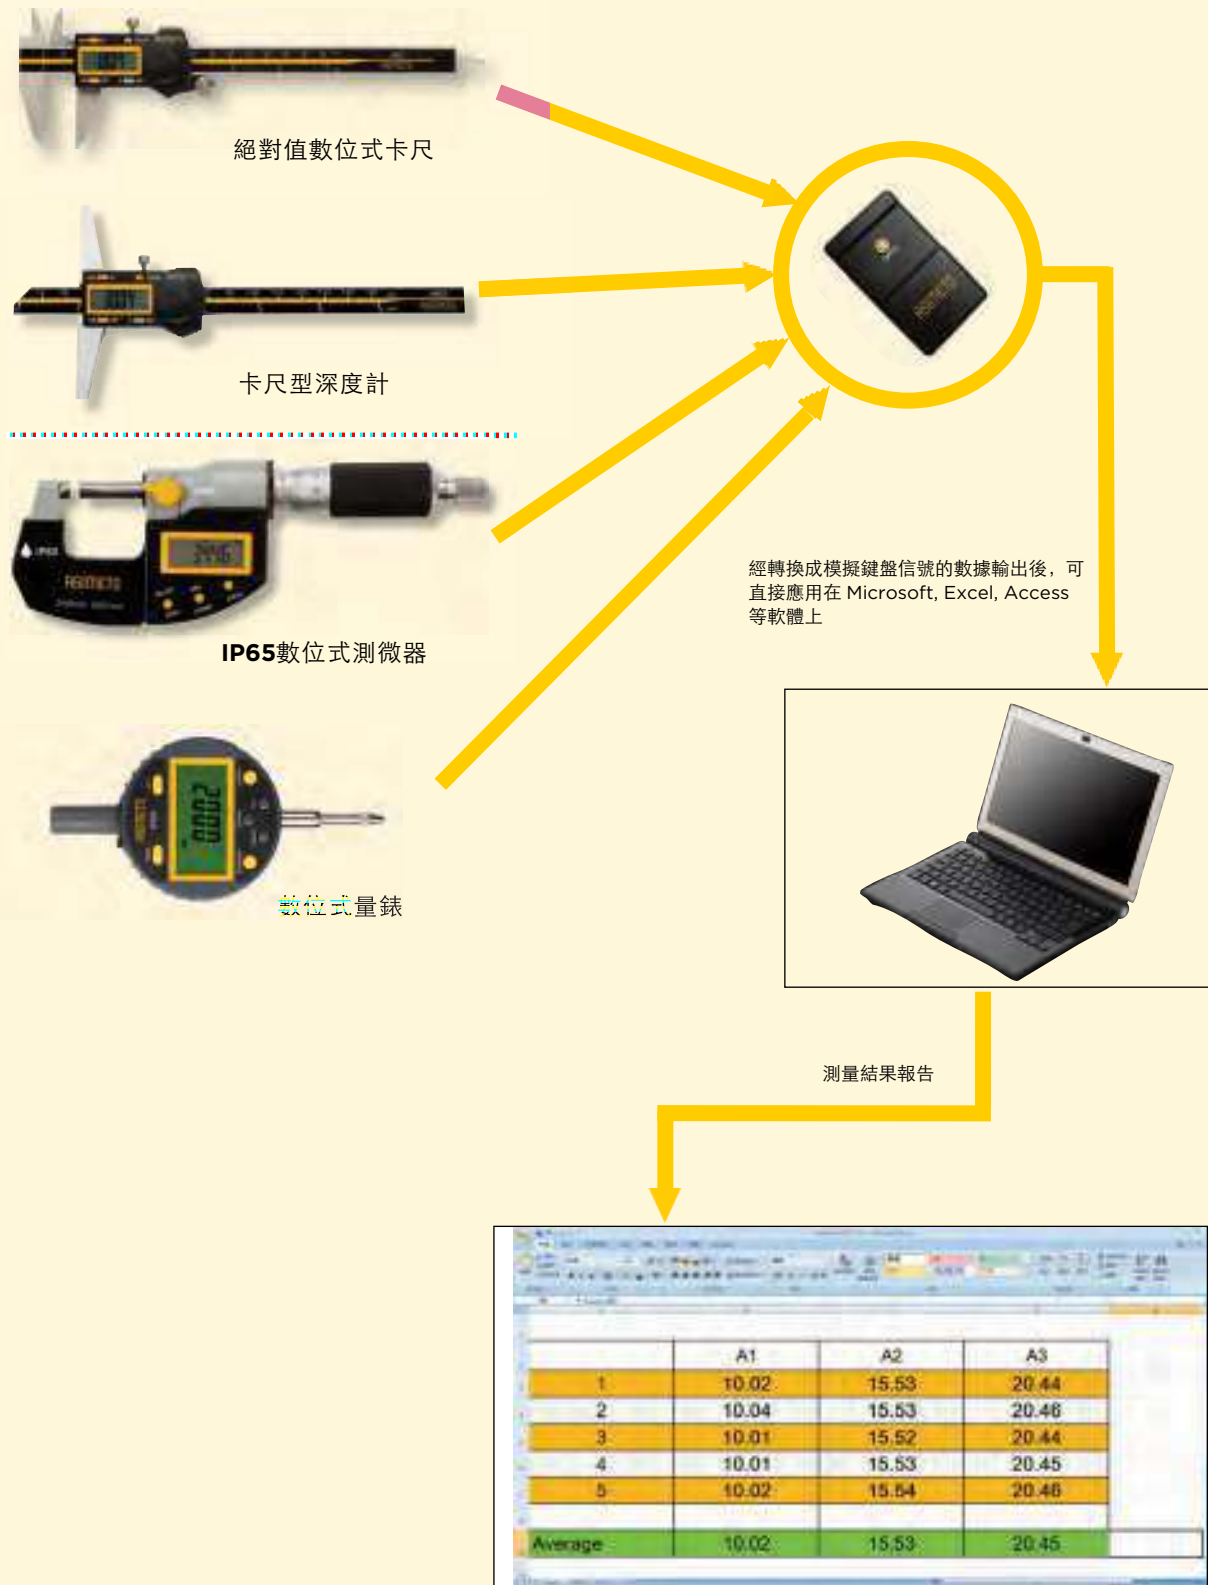 絕對值數位式卡尺
卡尺型深度計
IP65
ASIMETO
IP65數位式測微器
0.002
數位式量錶
ASIMETO
經轉換成模擬鍵盤信號的數據輸出後，可
直接應用在 Microsoft, Excel, Access
等軟體上
測量結果報告
A1 A2 A3
1 10.02 15.53 20.44
2 10.04 15.53 20.46
3 10.01 15.52 20.44
4 10.01 15.53 20.45
5 10.02 15.54 20.46
Average 10.02 15.53 20.45